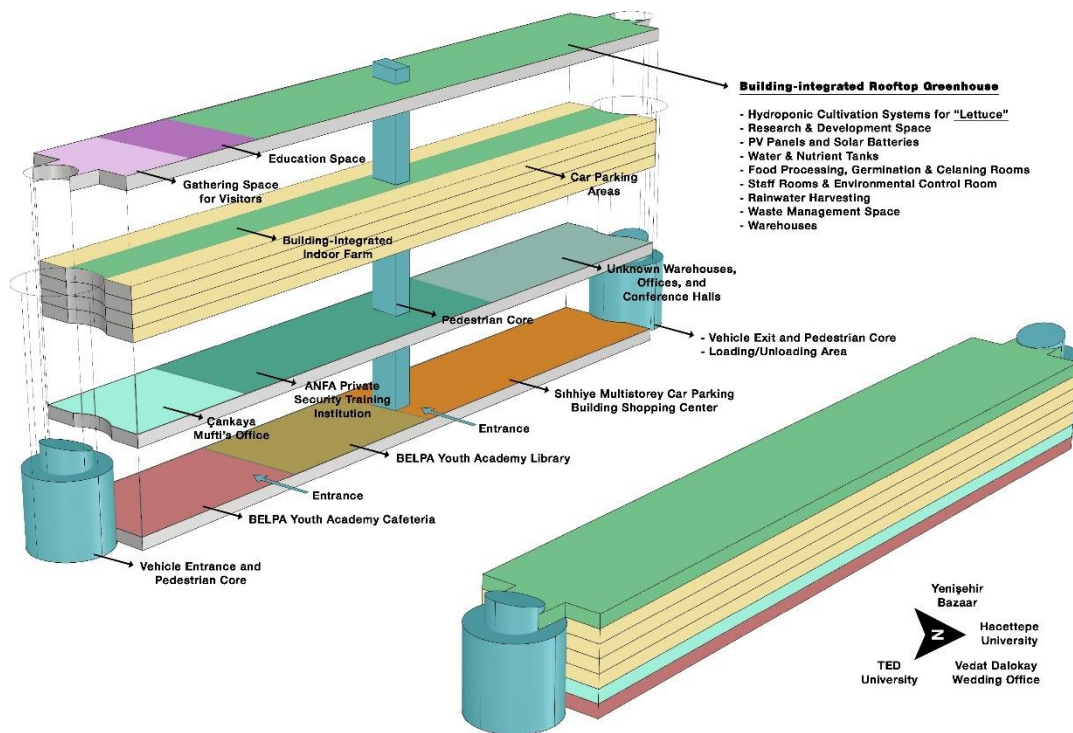 Building-integrated Rooftop Greenhouse
- Hydroponic Cultivation Systems for "Lettuce"
- Research & Development Space
- PV Panels and Solar Batteries
- Water & Nutrient Tanks
- Food Processing, Germination & Celaning Rooms
- Staff Rooms & Environmental Control Room
- Rainwater Harvesting
- Waste Management Space
- Warehouses
Education Space
Gathering Space
for Visitors
Car Parking
Areas
Building-integrated
Indoor Farm
Unknown Warehouses,
Offices, and
Conference Halls
Pedestrian Core
- Vehicle Exit and Pedestrian Core
- Loading/Unloading Area
ANFA Private
Security Training
Institution
Çankaya
Mufti's Office
Sıhhiye Multistorey Car Parking
Building Shopping Center
Entrance
BELPA Youth Academy Library
Entrance
BELPA Youth Academy Cafeteria
Vehicle Entrance and
Pedestrian Core
Yenişehir
Bazaar
N
Hacettepe
University
TED
University
Vedat Dalokay
Wedding Office